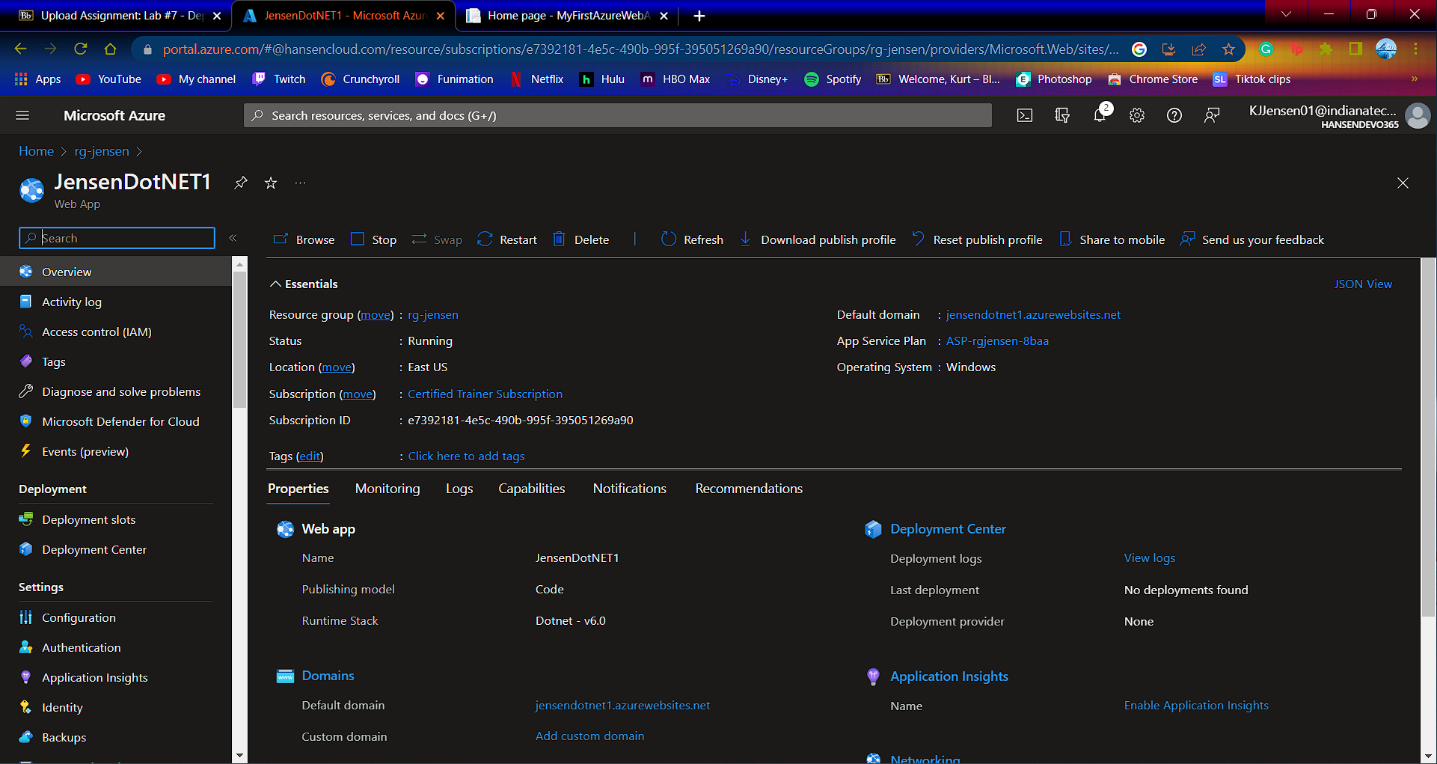 Upload Assignment: Lab #7 - De
JensenDotNET1 - Microsoft Azur
Home page - MyFirstAzureWebA
portal.azure.com/#@hansencloud.com/resource/subscriptions/e7392181-4e5c-490b-995f-395051269a90/resourceGroups/rg-jensen/providers/Microsoft.Web/sites/...
Apps YouTube My channel Twitch Crunchyroll Funimation Netflix Hulu HBO Max Disney+ Spotify Welcome, Kurt – Bl... Photoshop Chrome Store Tiktok clips »
Microsoft Azure
Search resources, services, and docs (G+/)
2
KJJensen01@indianatec...
HANSENDEVO365
Home > rg-jensen >
JensenDotNET1
Web App
Search
Overview
Activity log
Access control (IAM)
Tags
Diagnose and solve problems
Microsoft Defender for Cloud
Events (preview)
Deployment
Deployment slots
Deployment Center
Settings
Configuration
Authentication
Application Insights
Identity
Backups
Browse Stop Swap Restart Delete Refresh Download publish profile Reset publish profile Share to mobile Send us your feedback
Essentials
JSON View
Resource group (move) : rg-jensen
Status : Running
Location (move) : East US
Subscription (move) : Certified Trainer Subscription
Subscription ID : e7392181-4e5c-490b-995f-395051269a90
Tags (edit) : Click here to add tags
Default domain : jensendotnet1.azurewebsites.net
App Service Plan : ASP-rgjensen-8baa
Operating System : Windows
Properties Monitoring Logs Capabilities Notifications Recommendations
Web app
Name JensenDotNET1
Publishing model Code
Runtime Stack Dotnet - v6.0
Domains
Default domain jensendotnet1.azurewebsites.net
Custom domain Add custom domain
Deployment Center
Deployment logs View logs
Last deployment No deployments found
Deployment provider None
Application Insights
Name Enable Application Insights
Networking